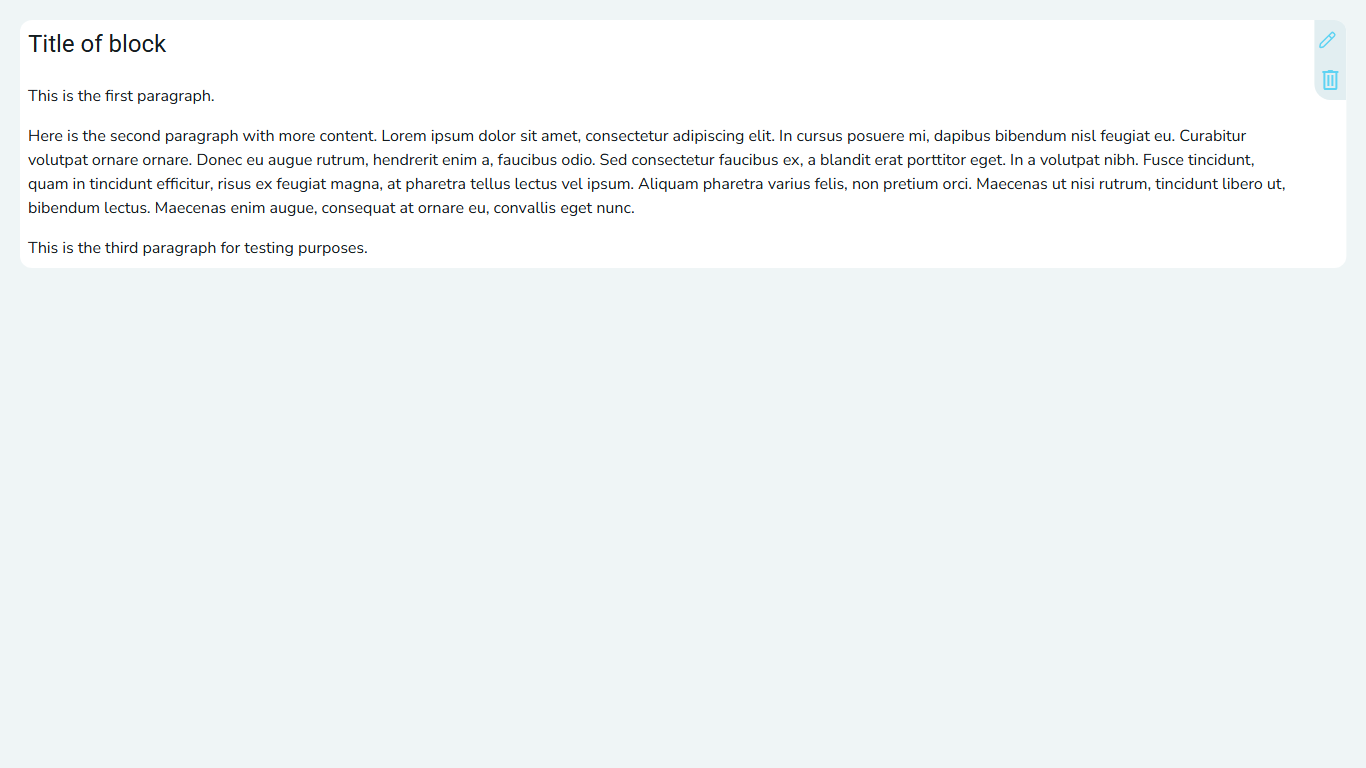 Title of block
This is the first paragraph.
Here is the second paragraph with more content. Lorem ipsum dolor sit amet, consectetur adipiscing elit. In cursus posuere mi, dapibus bibendum nisl feugiat eu. Curabitur
volutpat ornare ornare. Donec eu augue rutrum, hendrerit enim a, faucibus odio. Sed consectetur faucibus ex, a blandit erat porttitor eget. In a volutpat nibh. Fusce tincidunt,
quam in tincidunt efficitur, risus ex feugiat magna, at pharetra tellus lectus vel ipsum. Aliquam pharetra varius felis, non pretium orci. Maecenas ut nisi rutrum, tincidunt libero ut,
bibendum lectus. Maecenas enim augue, consequat at ornare eu, convallis eget nunc.
This is the third paragraph for testing purposes.